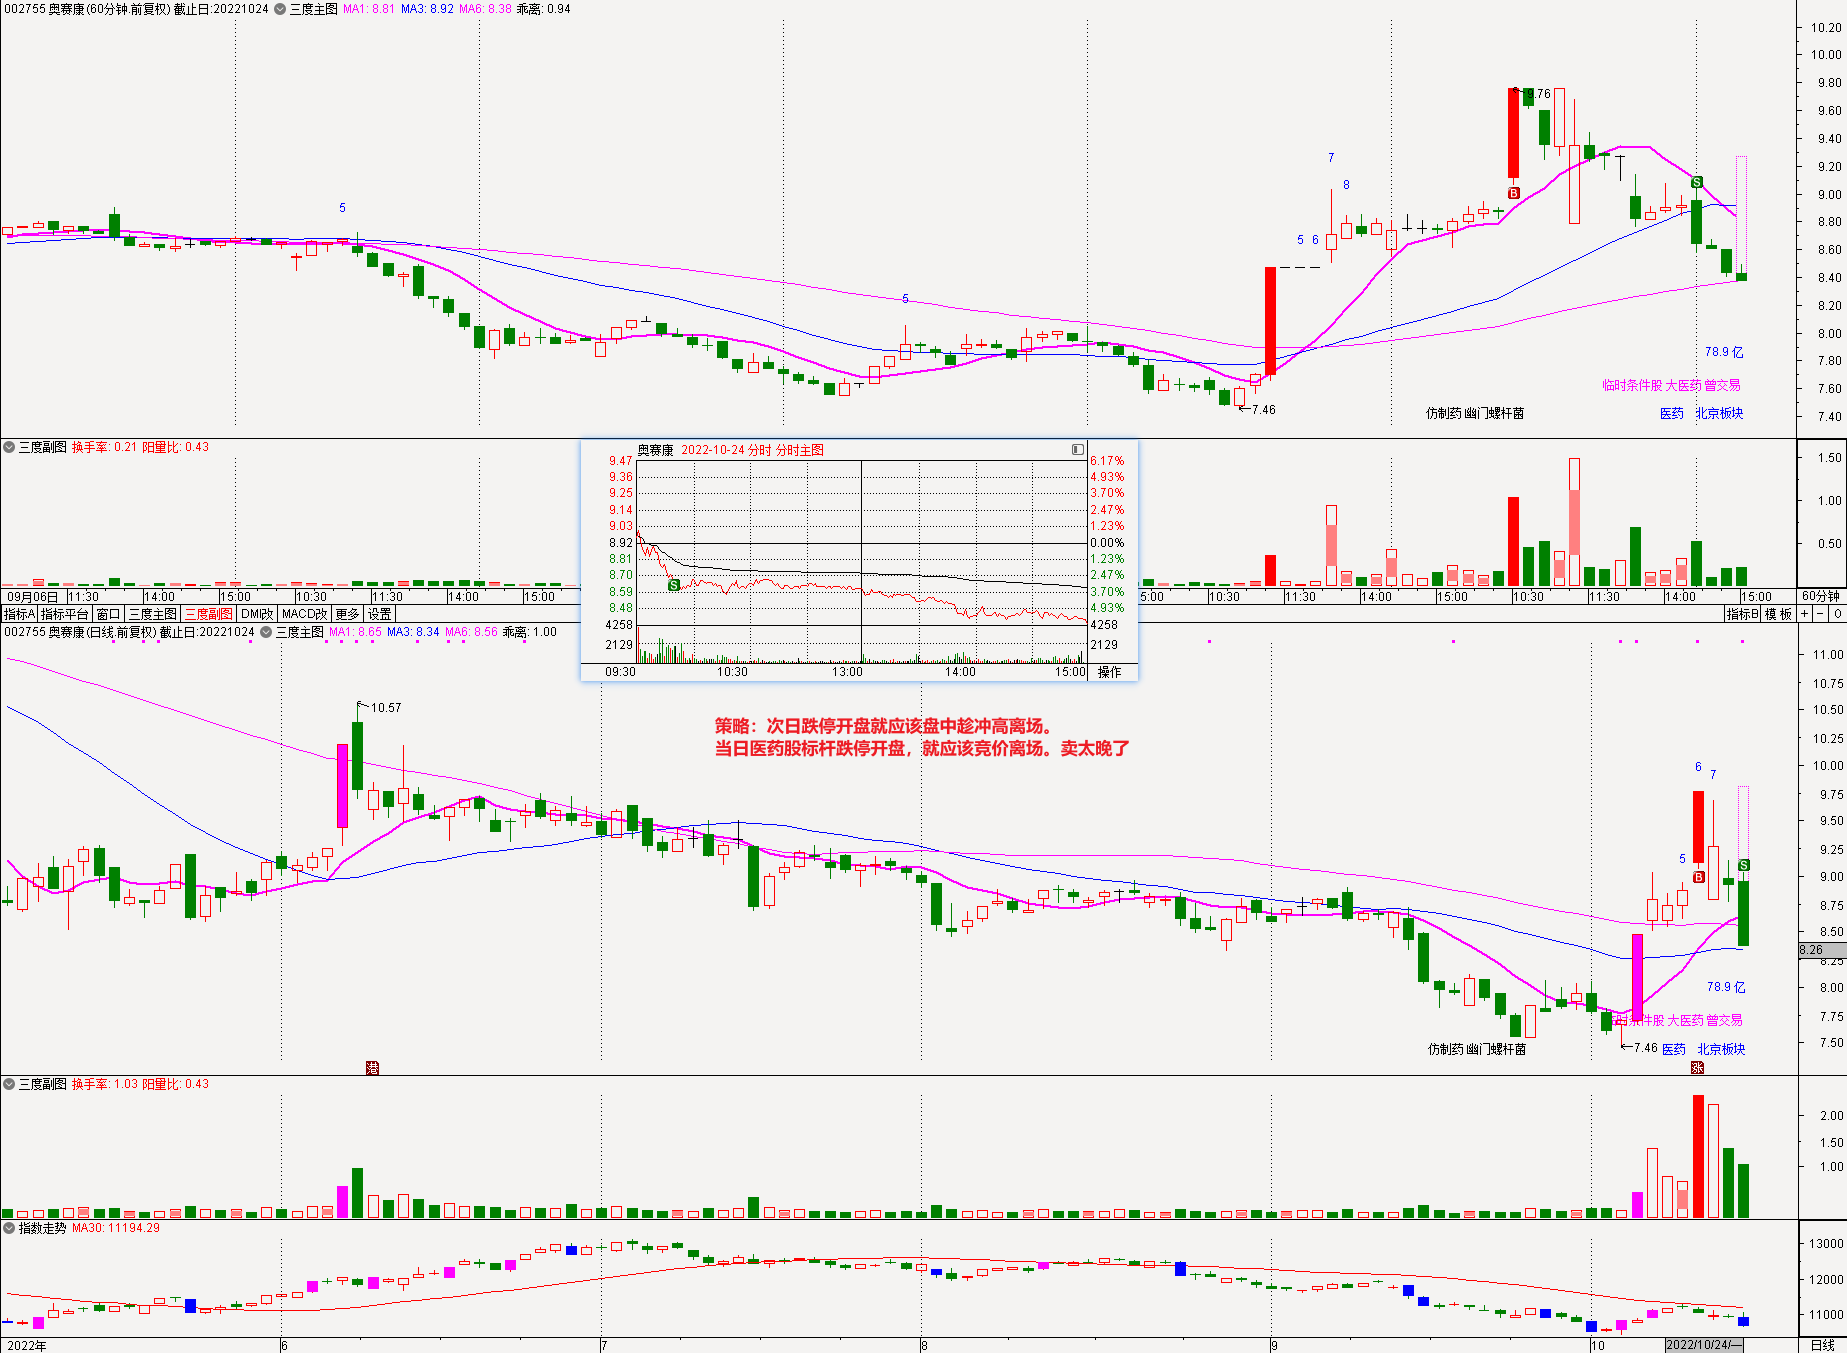 002755 奥赛康(60分钟.前复权) 截止日:20221024 三度主图 MA1: 8.81 MA3: 8.92 MA6: 8.38 乖离: 0.94
10.20
10.00
9.80
9.76
9.60
9.40
9.20
9.00
8.80
8.60
8.40
8.20
8.00
7.80
7.60
7.40
5
5
5 6
7
8
B
S
7.46
78.9 亿
临时条件股 大医药 曾交易
仿制药 幽门螺杆菌
医药 北京板块
三度副图 换手率: 0.21 阳量比: 0.43
1.50
1.00
0.50
奥赛康 2022-10-24 分时 分时主图
9.47 6.17%
9.36 4.93%
9.25 3.70%
9.14 2.47%
9.03 1.23%
8.92 0.00%
8.81 1.23%
8.70 2.47%
8.59 3.70%
8.48 4.93%
4258 4258
2129 2129
S
09:30 10:30 13:00 14:00 15:00 操作
09月06日 11:30 14:00 15:00 10:30 11:30 14:00 15:00 5:00 10:30 11:30 14:00 15:00 10:30 11:30 14:00 15:00 60分钟
指标A 指标平台 窗口 三度主图 三度副图 DM改 MACD改 更多 设置 指标B 模板 + − 0
002755 奥赛康(日线.前复权) 截止日:20221024 三度主图 MA1: 8.65 MA3: 8.34 MA6: 8.56 乖离: 1.00
11.00
10.75
10.50
10.25
10.00
9.75
9.50
9.25
9.00
8.75
8.50
8.26
8.25
8.00
7.75
7.50
10.57
策略：次日跌停开盘就应该盘中趁冲高离场。
当日医药股标杆跌停开盘，就应该竞价离场。卖太晚了
5
6
7
B
S
78.9 亿
临时条件股 大医药 曾交易
仿制药 幽门螺杆菌
7.46 医药 北京板块
港
涨
三度副图 换手率: 1.03 阳量比: 0.43
2.00
1.50
1.00
指数走势 MA30: 11194.29
13000
12000
11000
2022年 6 7 8 9 10 2022/10/24/一 日线